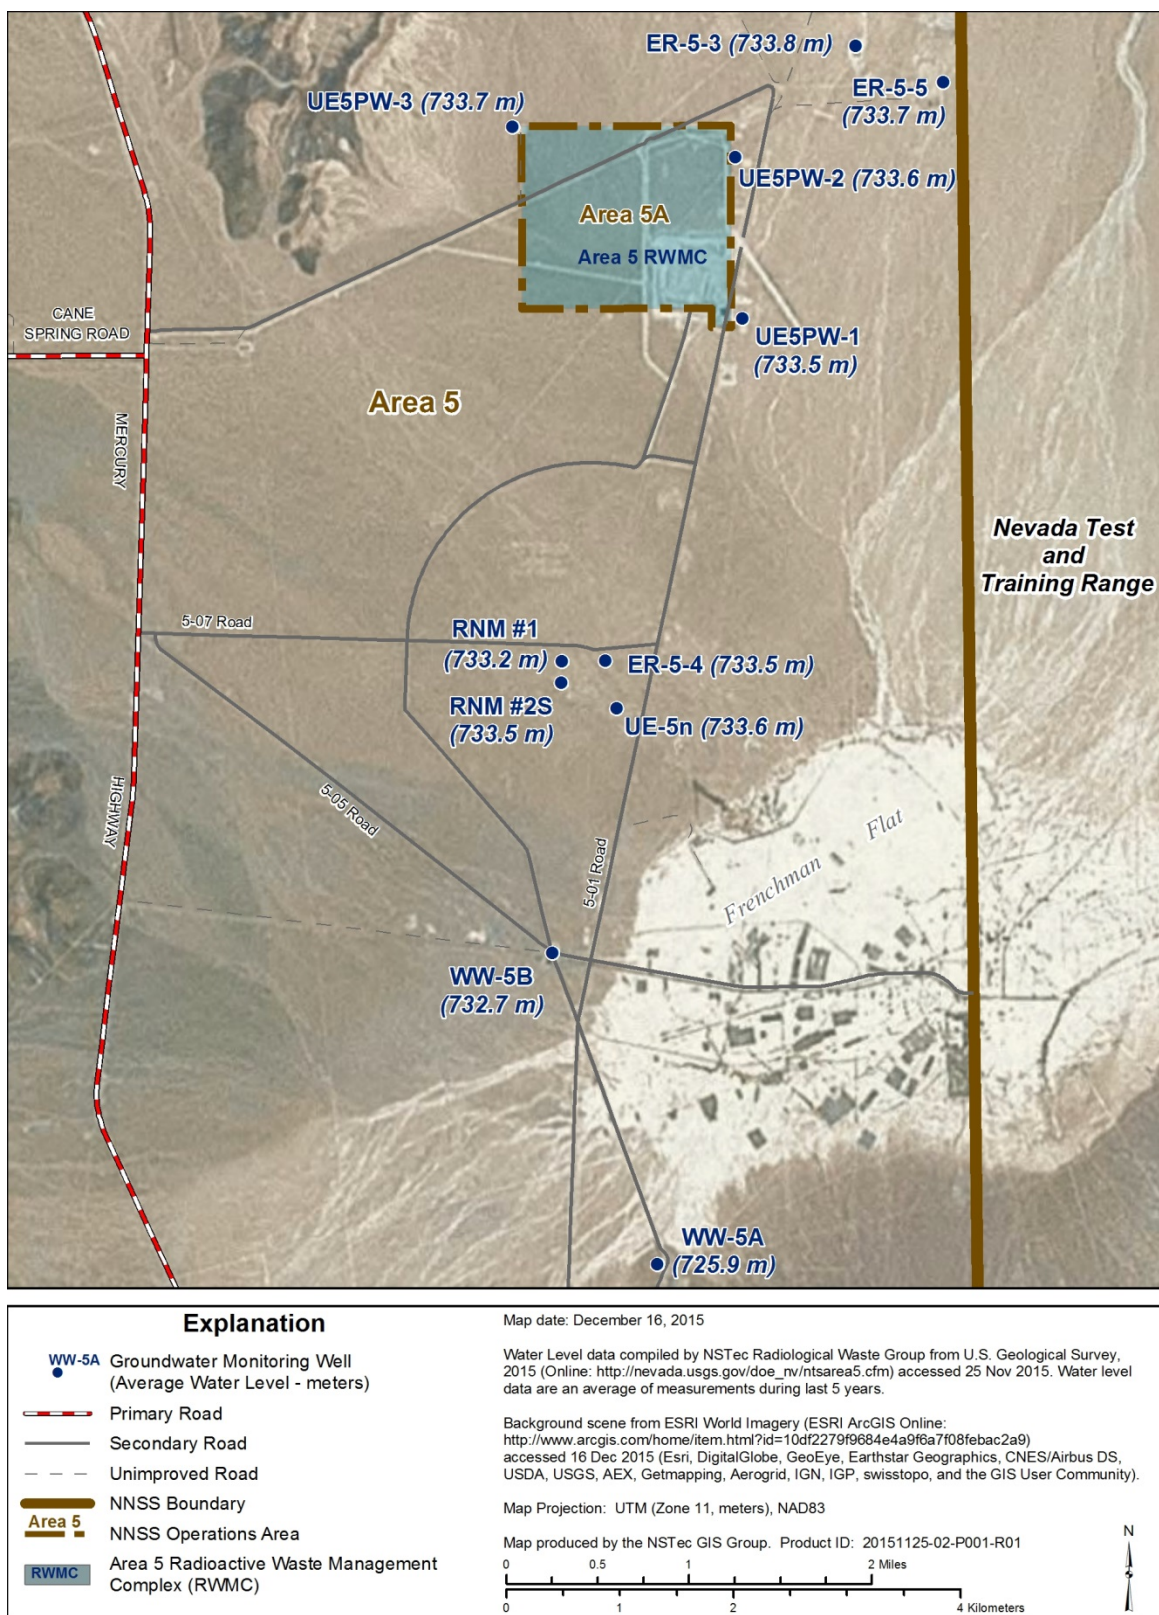 ER-5-3 (733.8 m)
ER-5-5
(733.7 m)
UE5PW-3 (733.7 m)
UE5PW-2 (733.6 m)
Area 5A
Area 5 RWMC
CANE
SPRING ROAD
UE5PW-1
(733.5 m)
Area 5
MERCURY
Nevada Test
and
Training Range
5-07 Road
RNM #1
(733.2 m)
ER-5-4 (733.5 m)
RNM #2S
(733.5 m)
UE-5n (733.6 m)
HIGHWAY
5-05 Road
5-01 Road
Frenchman Flat
WW-5B
(732.7 m)
WW-5A
(725.9 m)
Explanation
WW-5A Groundwater Monitoring Well
(Average Water Level - meters)
Primary Road
Secondary Road
Unimproved Road
NNSS Boundary
Area 5 NNSS Operations Area
RWMC Area 5 Radioactive Waste Management
Complex (RWMC)
Map date: December 16, 2015
Water Level data compiled by NSTec Radiological Waste Group from U.S. Geological Survey,
2015 (Online: http://nevada.usgs.gov/doe_nv/ntsarea5.cfm) accessed 25 Nov 2015. Water level
data are an average of measurements during last 5 years.
Background scene from ESRI World Imagery (ESRI ArcGIS Online:
http://www.arcgis.com/home/item.html?id=10df2279f9684e4a9f6a7f08febac2a9)
accessed 16 Dec 2015 (Esri, DigitalGlobe, GeoEye, Earthstar Geographics, CNES/Airbus DS,
USDA, USGS, AEX, Getmapping, Aerogrid, IGN, IGP, swisstopo, and the GIS User Community).
Map Projection: UTM (Zone 11, meters), NAD83
Map produced by the NSTec GIS Group. Product ID: 20151125-02-P001-R01
0 0.5 1 2 Miles
0 1 2 4 Kilometers
N